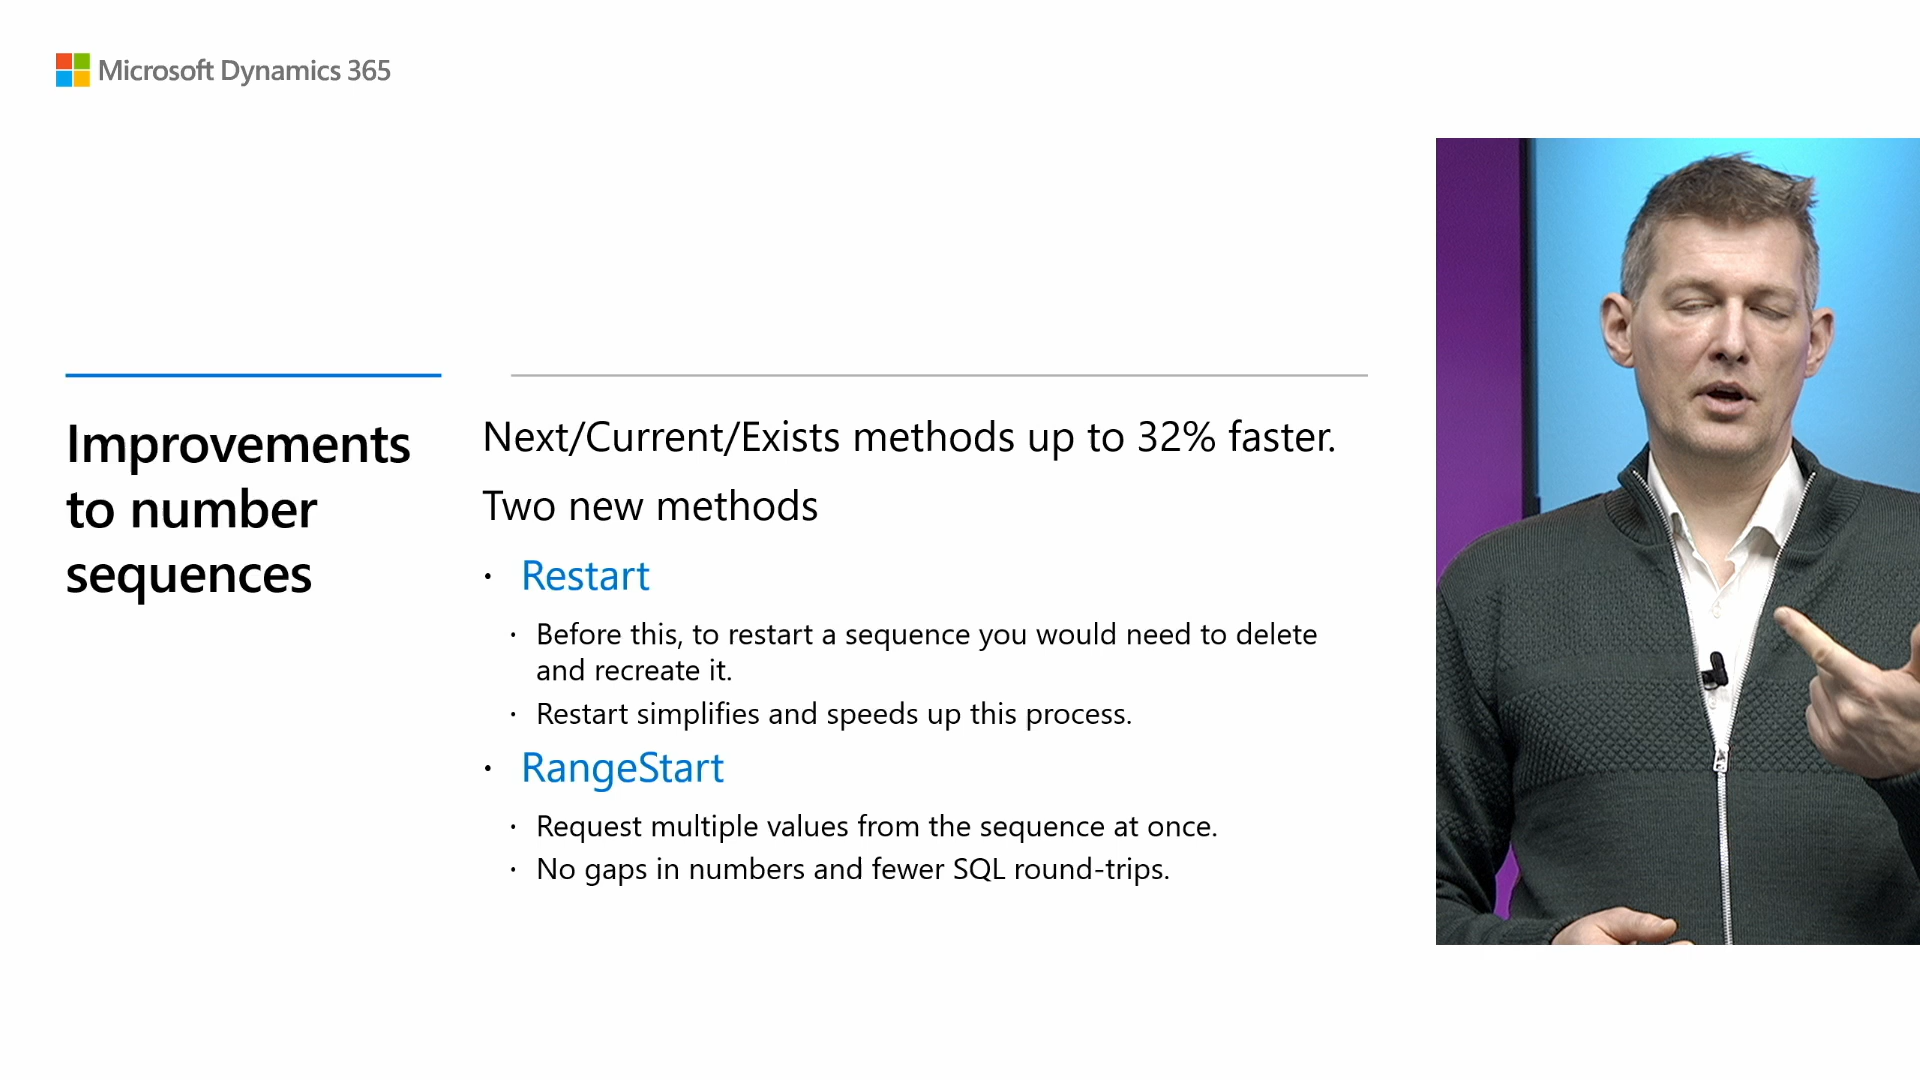 Microsoft Dynamics 365
Improvements
to number
sequences
Next/Current/Exists methods up to 32% faster.
Two new methods
· Restart
· Before this, to restart a sequence you would need to delete
and recreate it.
· Restart simplifies and speeds up this process.
· RangeStart
· Request multiple values from the sequence at once.
· No gaps in numbers and fewer SQL round-trips.